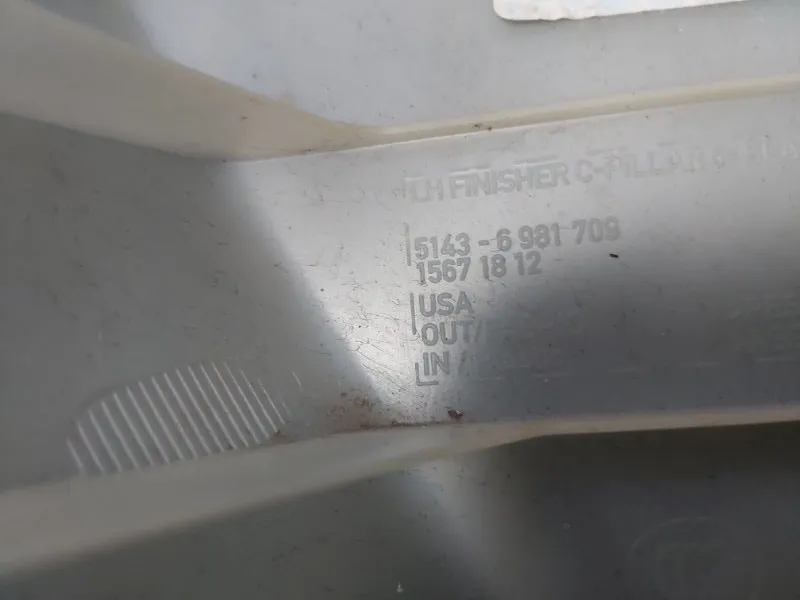 LH FINISHER C-PILLAR
5143 - 6 981 709
1567 18 12
USA
OUT/
IN /